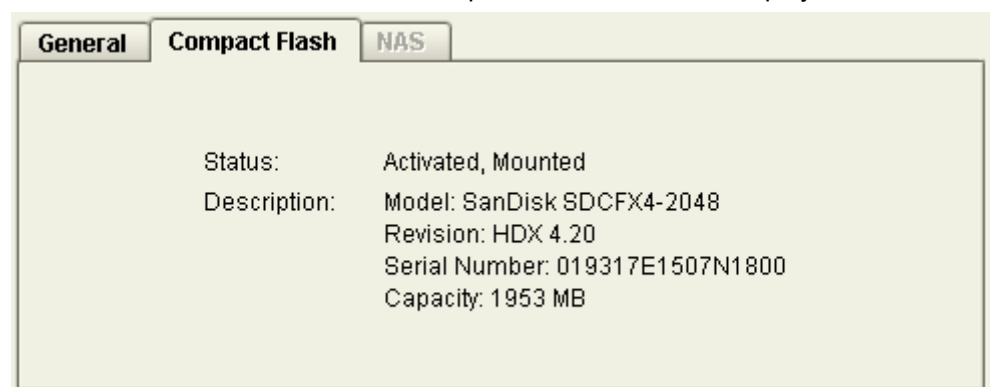 General Compact Flash NAS
Status: Activated, Mounted
Description: Model: SanDisk SDCFX4-2048
Revision: HDX 4.20
Serial Number: 019317E1507N1800
Capacity: 1953 MB